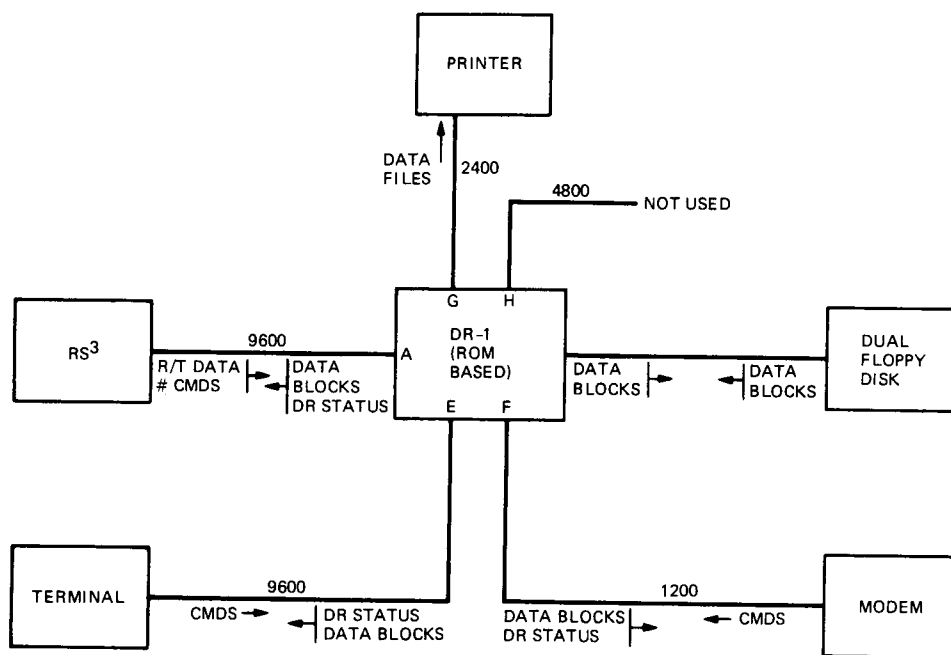 PRINTER
DATA
FILES
2400
4800
NOT USED
G H
DR-1
(ROM
BASED)
A
E F
RS³
9600
R/T DATA
# CMDS
DATA
BLOCKS
DR STATUS
DATA
BLOCKS
DATA
BLOCKS
DUAL
FLOPPY
DISK
TERMINAL
9600
CMDS
DR STATUS
DATA BLOCKS
DATA BLOCKS
DR STATUS
1200
CMDS
MODEM